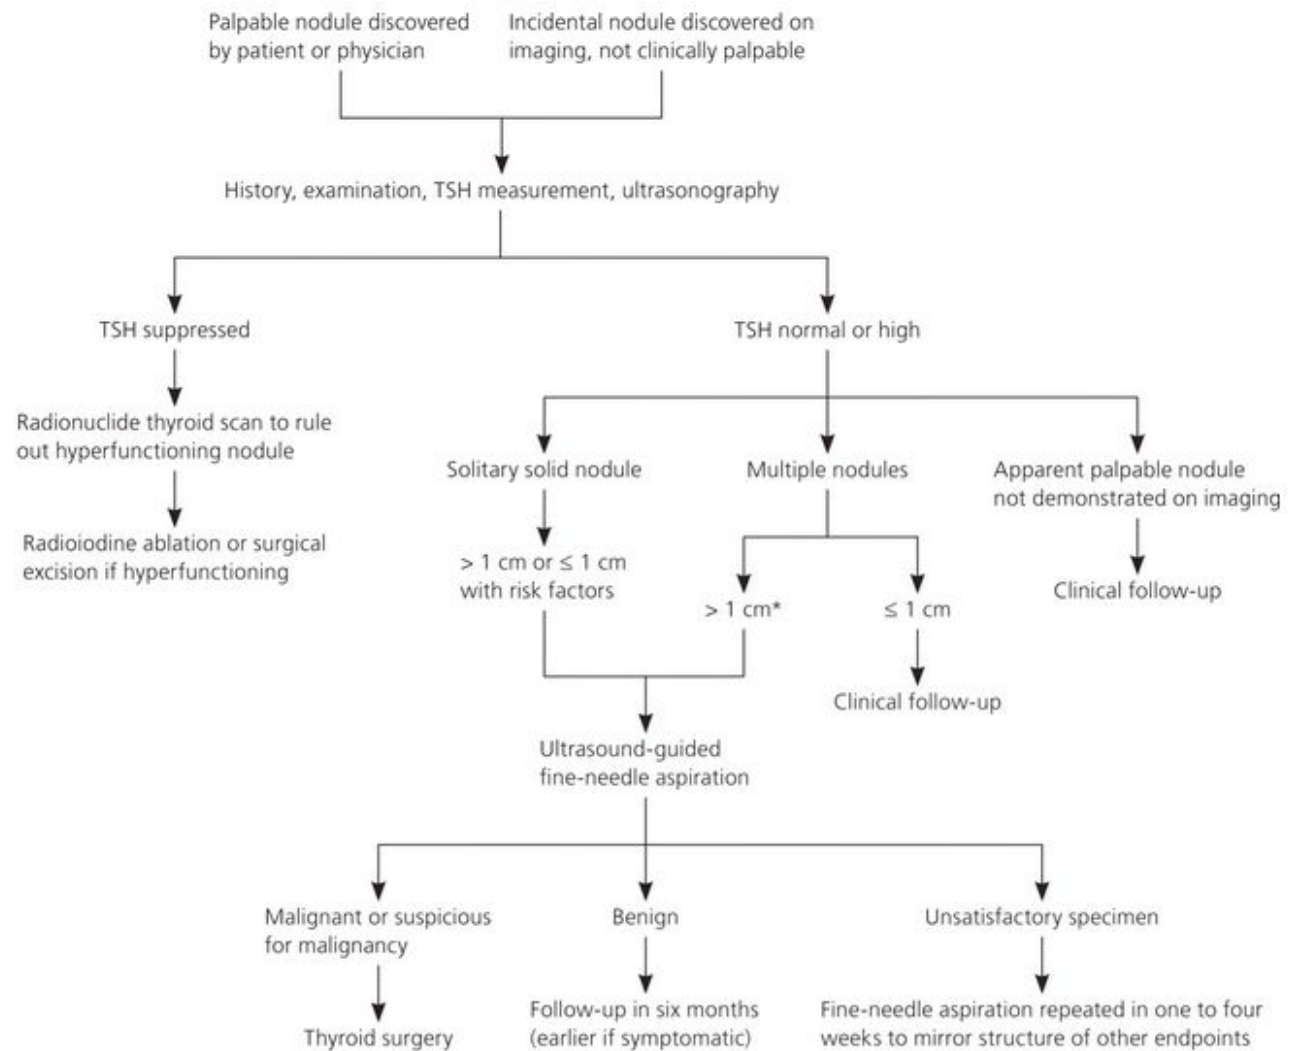 Palpable nodule discovered
by patient or physician
Incidental nodule discovered on
imaging, not clinically palpable
History, examination, TSH measurement, ultrasonography
TSH suppressed
TSH normal or high
Radionuclide thyroid scan to rule
out hyperfunctioning nodule
Radioiodine ablation or surgical
excision if hyperfunctioning
Solitary solid nodule
Multiple nodules
Apparent palpable nodule
not demonstrated on imaging
> 1 cm or ≤ 1 cm
with risk factors
> 1 cm*
≤ 1 cm
Clinical follow-up
Clinical follow-up
Ultrasound-guided
fine-needle aspiration
Malignant or suspicious
for malignancy
Benign
Unsatisfactory specimen
Thyroid surgery
Follow-up in six months
(earlier if symptomatic)
Fine-needle aspiration repeated in one to four
weeks to mirror structure of other endpoints